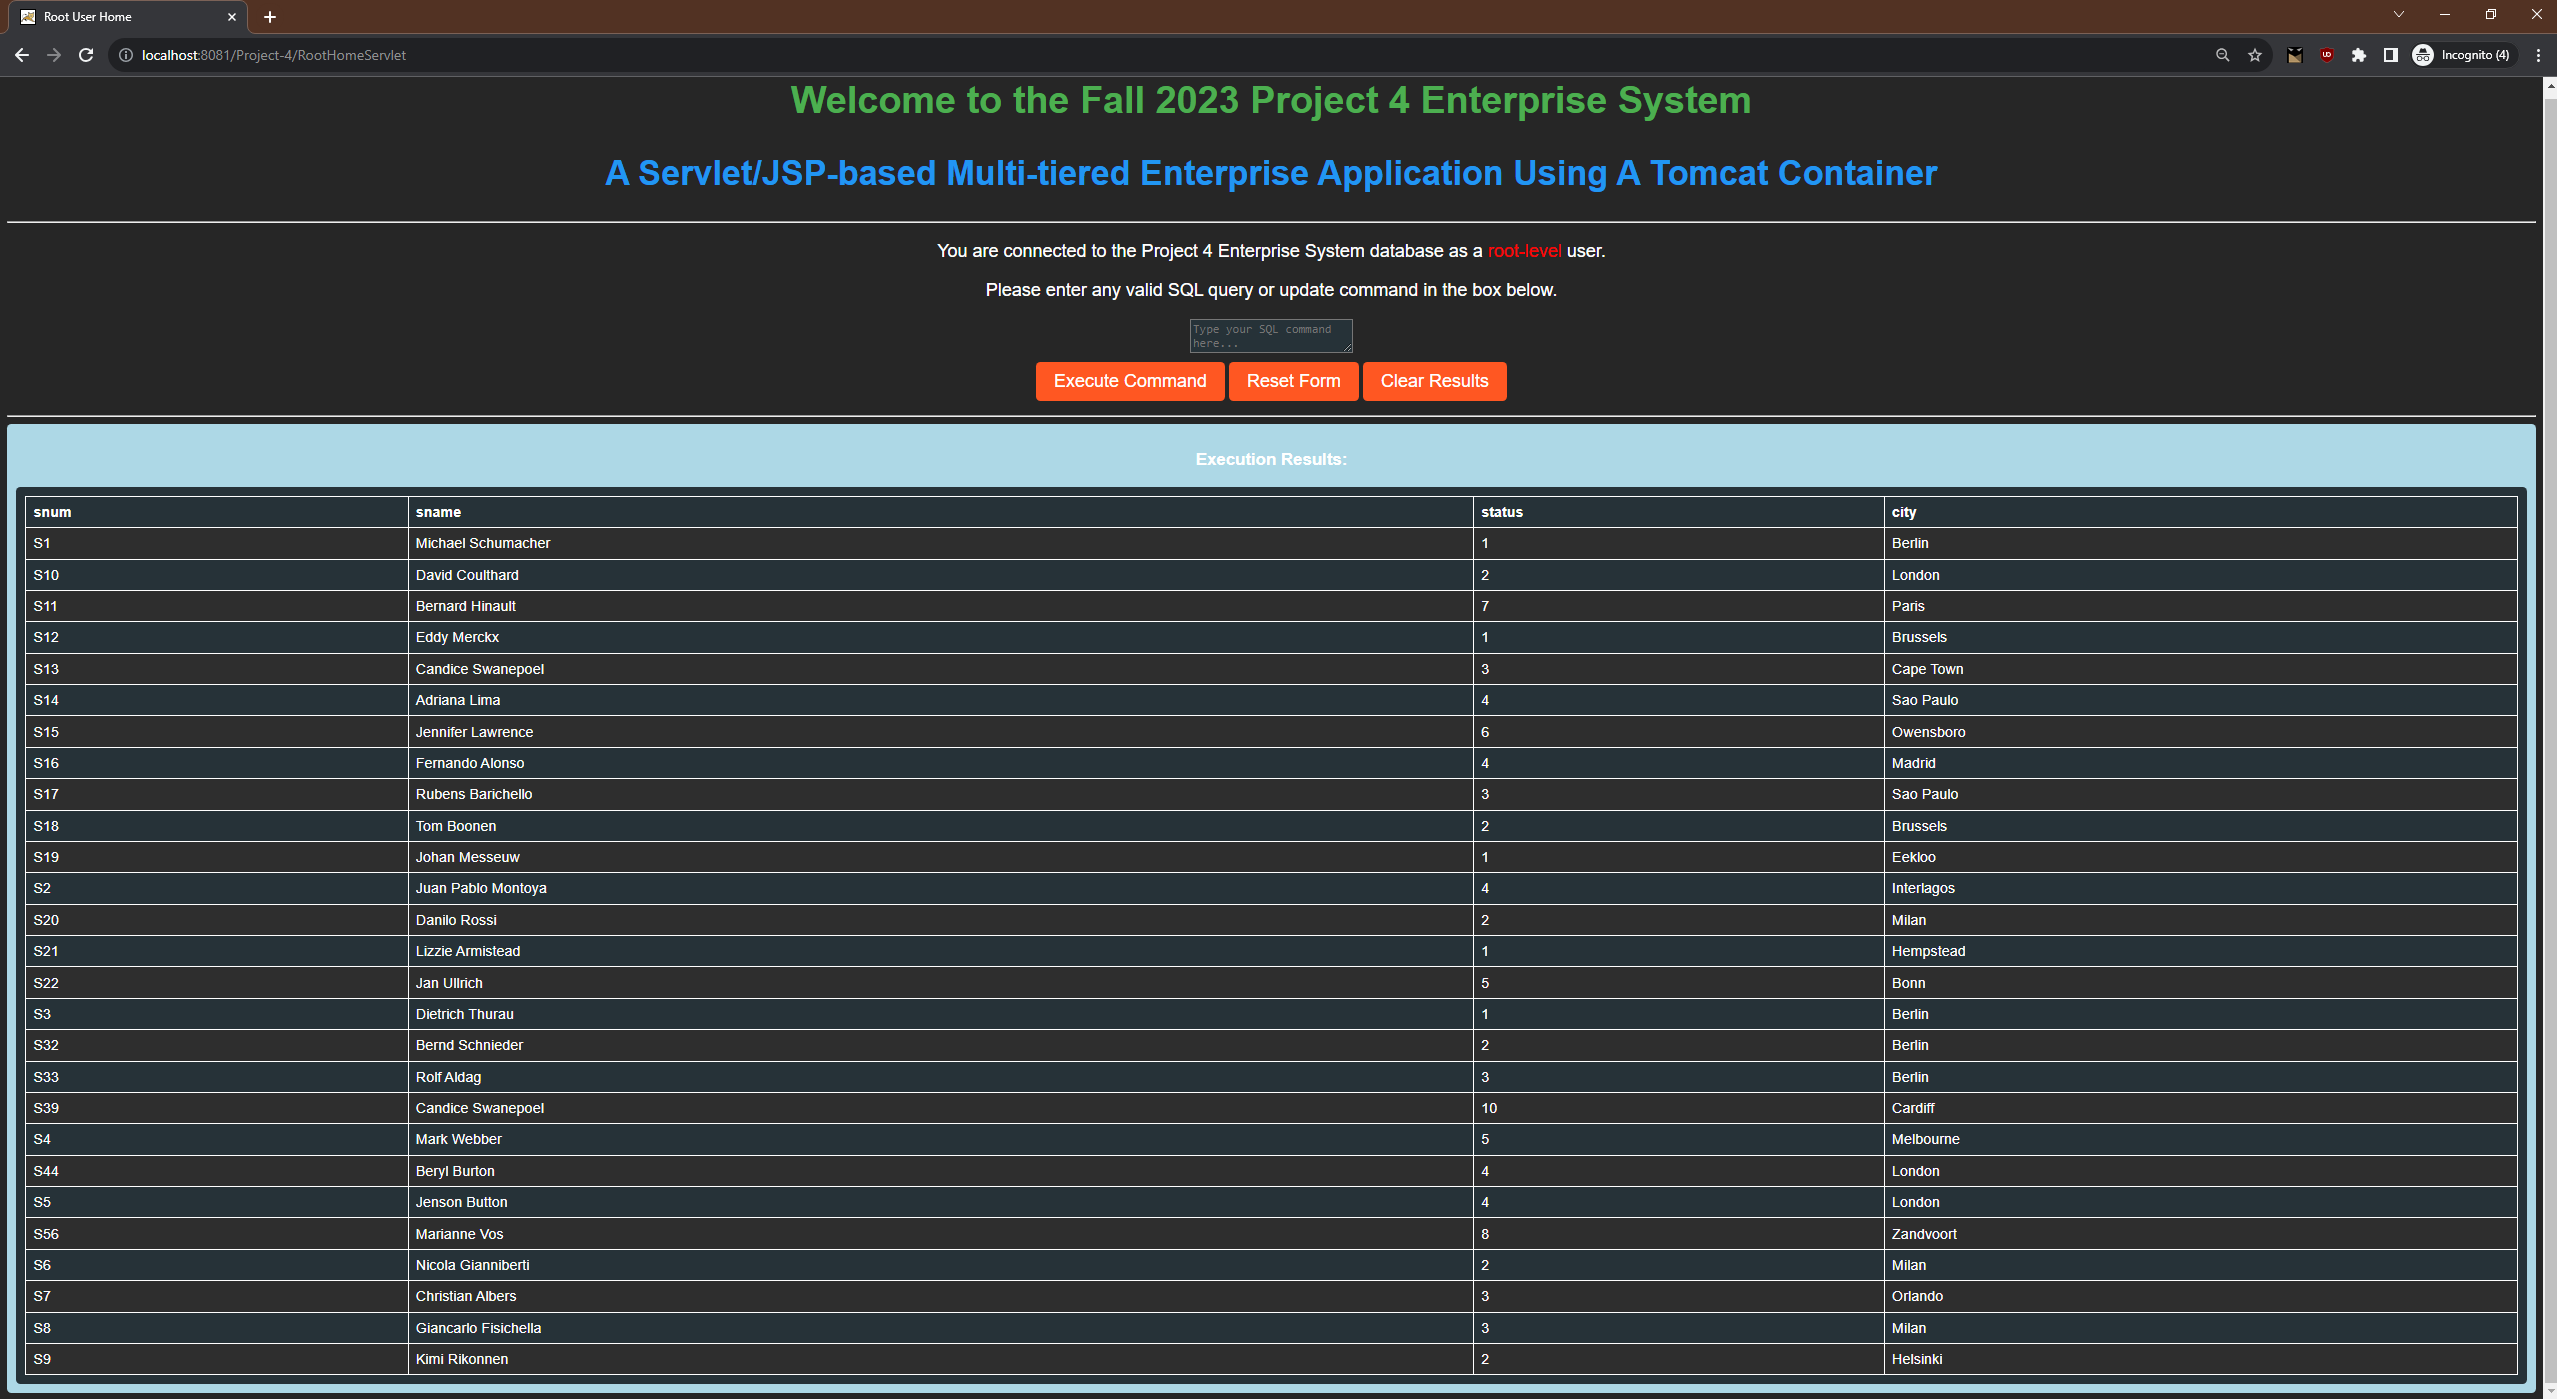 Root User Home
localhost:8081/Project-4/RootHomeServlet
Incognito (4)
Welcome to the Fall 2023 Project 4 Enterprise System
A Servlet/JSP-based Multi-tiered Enterprise Application Using A Tomcat Container
You are connected to the Project 4 Enterprise System database as a root-level user.
Please enter any valid SQL query or update command in the box below.
Type your SQL command
here...
Execute Command Reset Form Clear Results
Execution Results:
snum sname status city
S1 Michael Schumacher 1 Berlin
S10 David Coulthard 2 London
S11 Bernard Hinault 7 Paris
S12 Eddy Merckx 1 Brussels
S13 Candice Swanepoel 3 Cape Town
S14 Adriana Lima 4 Sao Paulo
S15 Jennifer Lawrence 6 Owensboro
S16 Fernando Alonso 4 Madrid
S17 Rubens Barichello 3 Sao Paulo
S18 Tom Boonen 2 Brussels
S19 Johan Messeuw 1 Eekloo
S2 Juan Pablo Montoya 4 Interlagos
S20 Danilo Rossi 2 Milan
S21 Lizzie Armistead 1 Hempstead
S22 Jan Ullrich 5 Bonn
S3 Dietrich Thurau 1 Berlin
S32 Bernd Schnieder 2 Berlin
S33 Rolf Aldag 3 Berlin
S39 Candice Swanepoel 10 Cardiff
S4 Mark Webber 5 Melbourne
S44 Beryl Burton 4 London
S5 Jenson Button 4 London
S56 Marianne Vos 8 Zandvoort
S6 Nicola Gianniberti 2 Milan
S7 Christian Albers 3 Orlando
S8 Giancarlo Fisichella 3 Milan
S9 Kimi Rikonnen 2 Helsinki